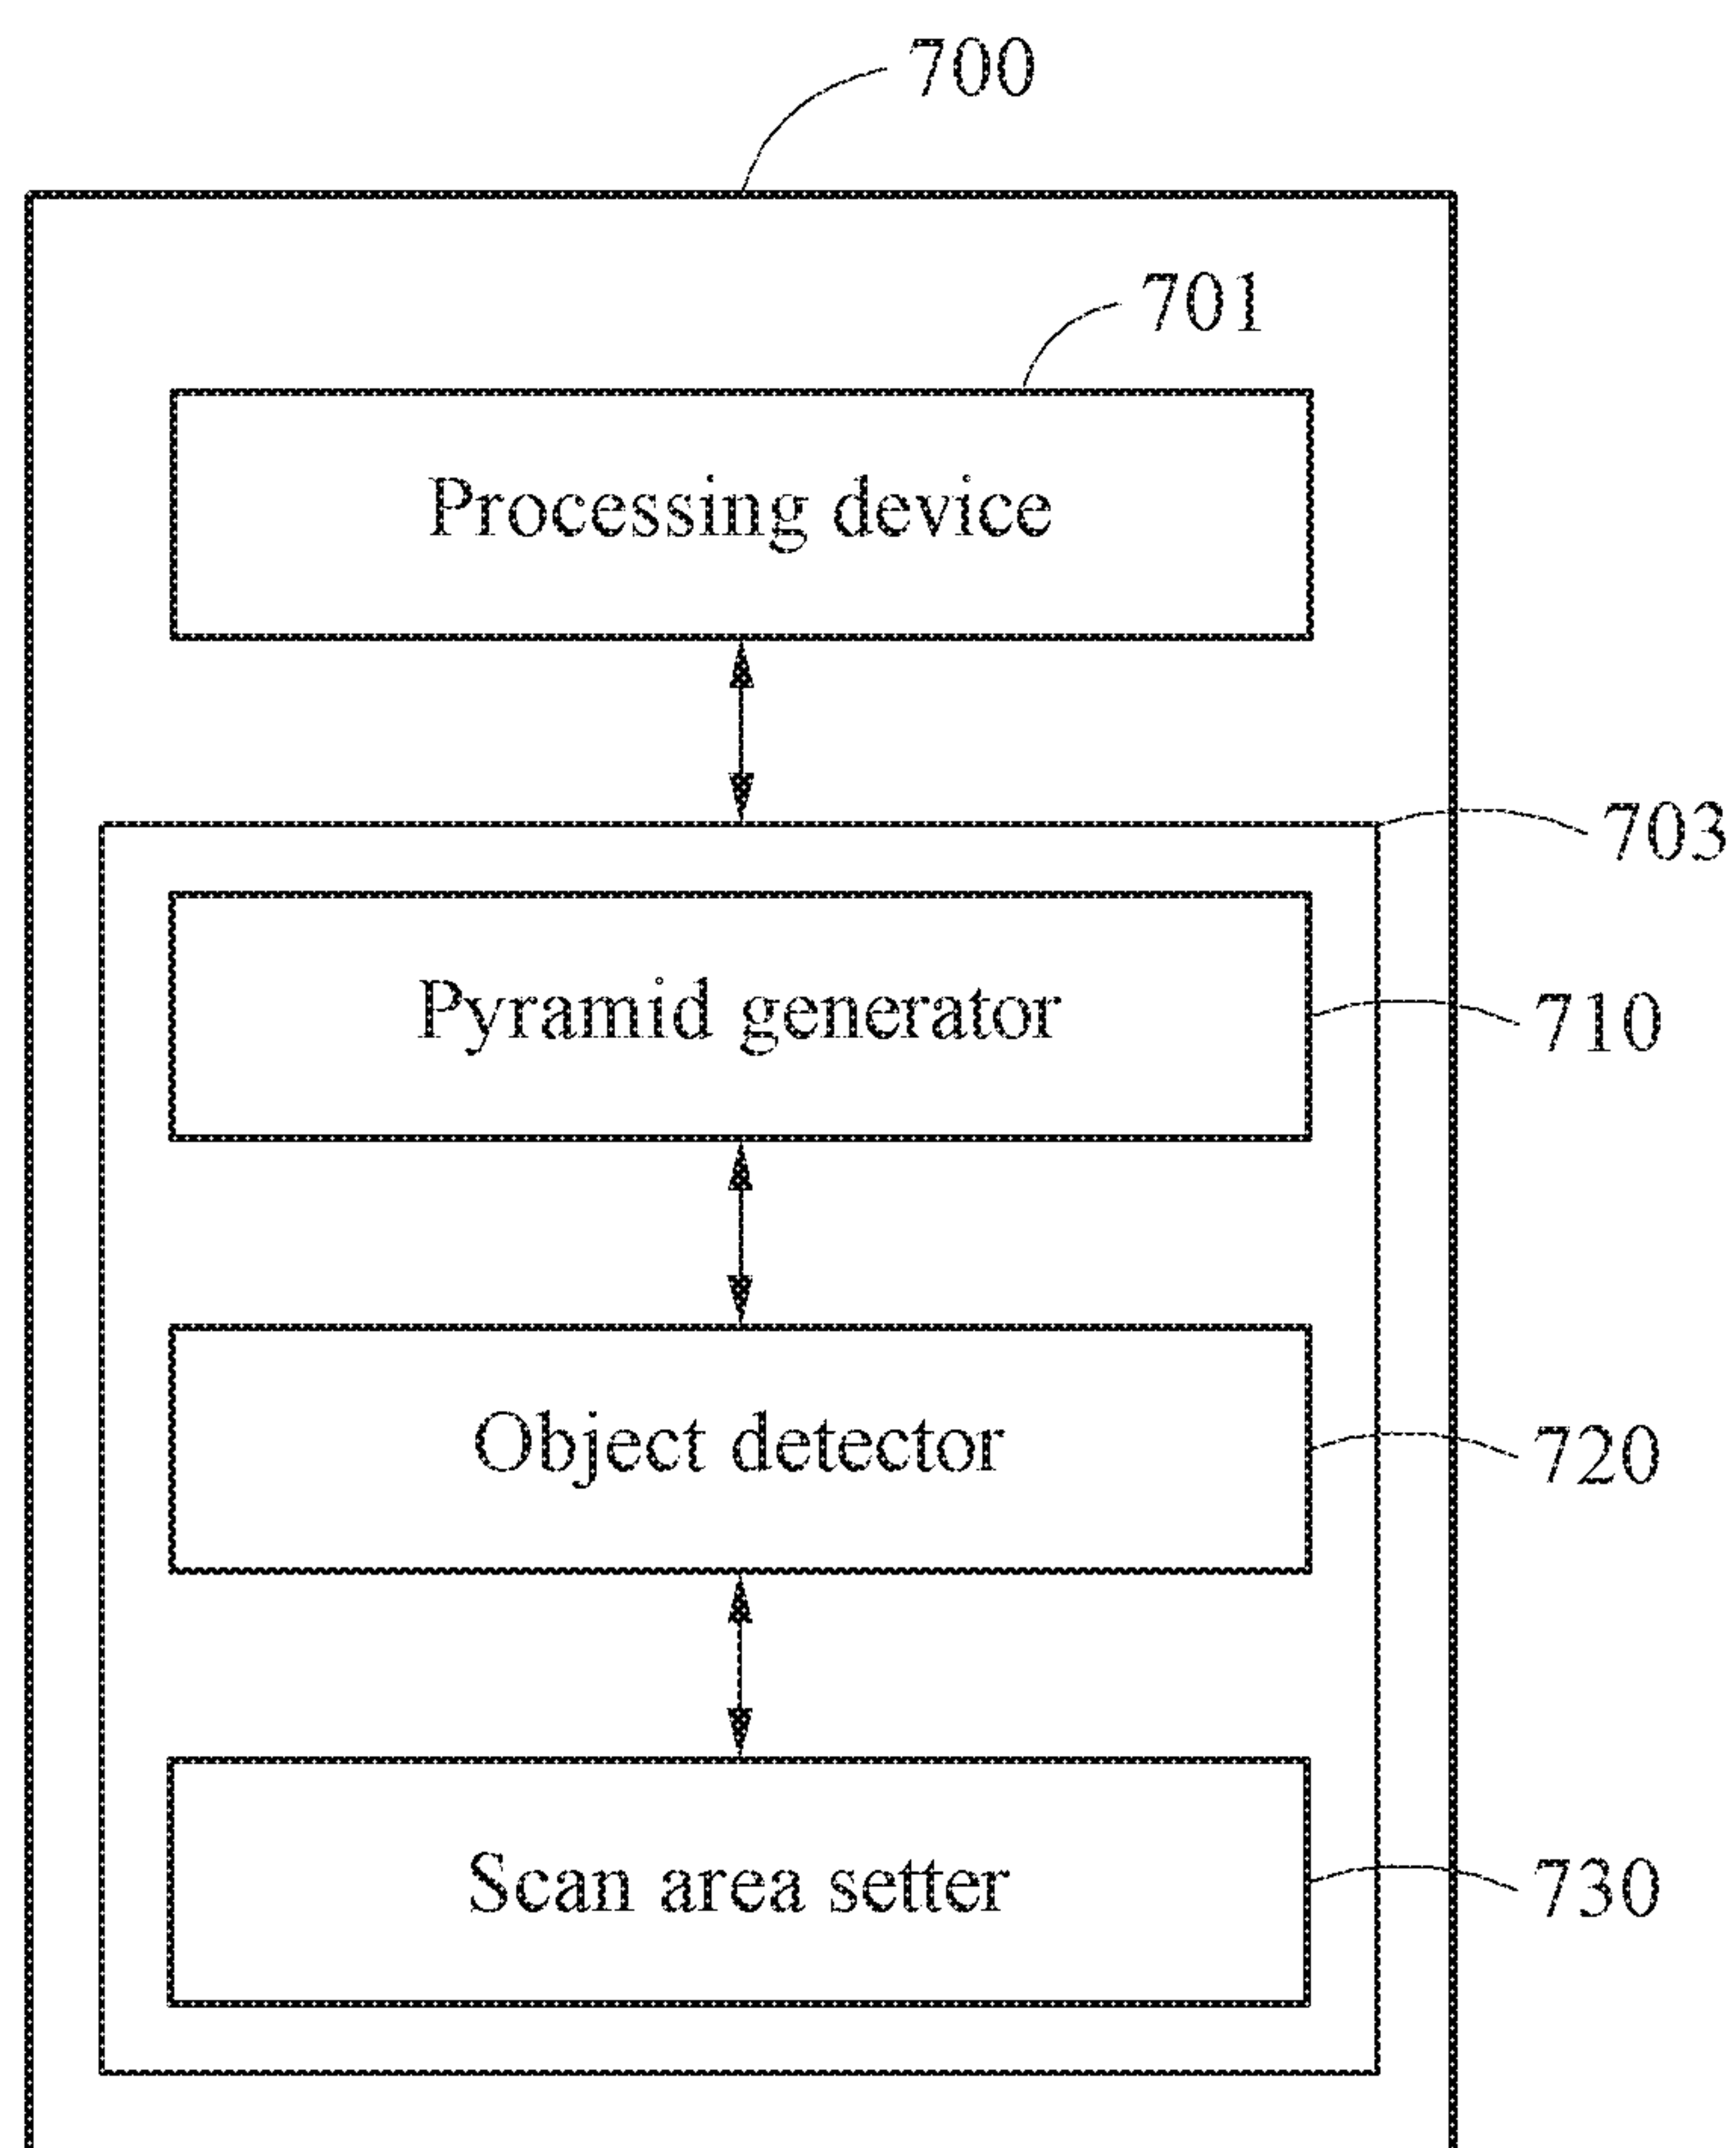 700
701
Processing device
703
Pyramid generator
710
Object detector
720
Scan area setter
730